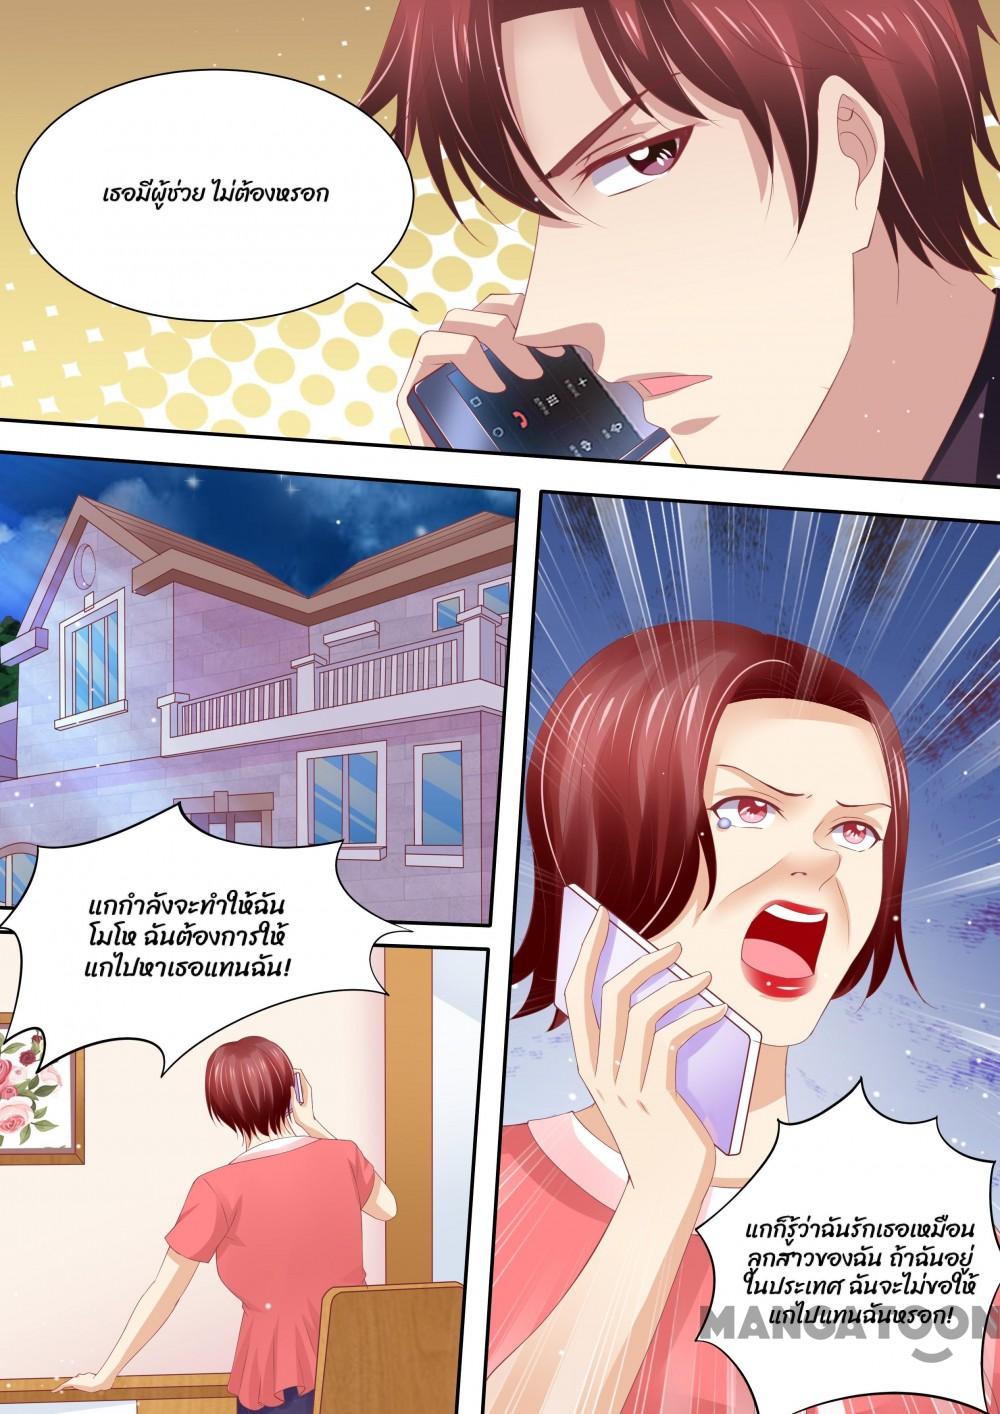 เธอมีผู้ช่วย ไม่ต้องหรอก
แกกำลังจะทำให้ฉัน
โมโห ฉันต้องการให้
แกไปหาเธอแทนฉัน!
แกก็รู้ว่าฉันรักเธอเหมือน
ลูกสาวของฉัน ถ้าฉันอยู่
ในประเทศ ฉันจะไม่ขอให้
แกไปแทนฉันหรอก!
MANGATOON